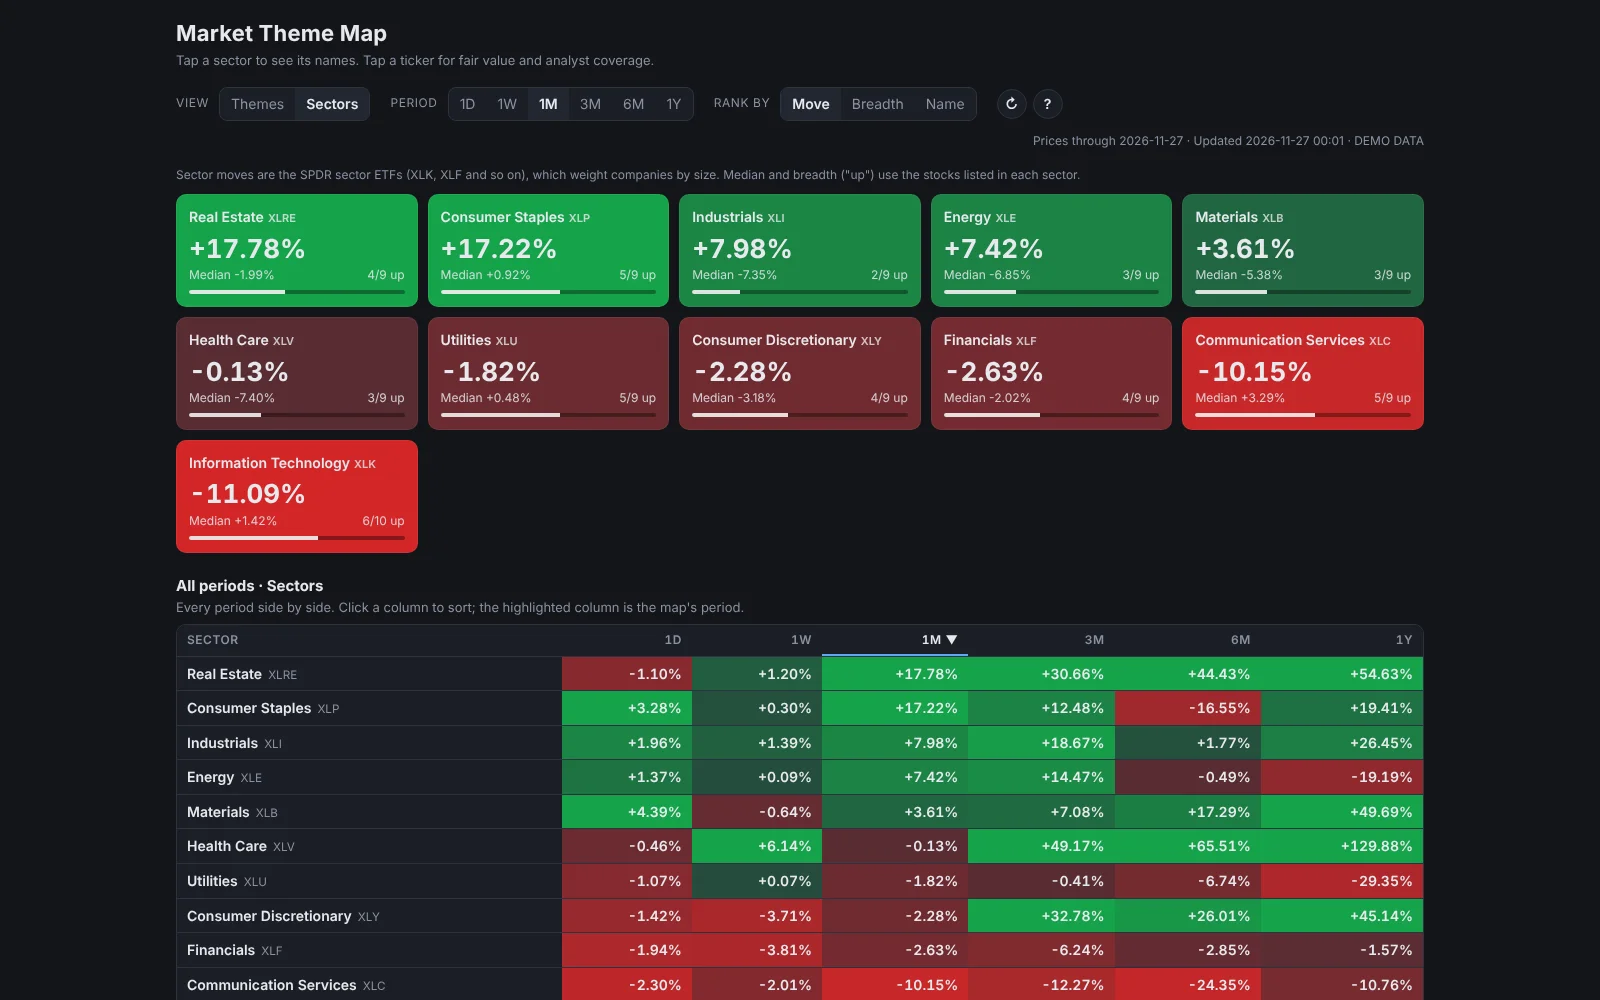 Market Theme Map
Tap a sector to see its names. Tap a ticker for fair value and analyst coverage.
VIEW Themes Sectors PERIOD 1D 1W 1M 3M 6M 1Y RANK BY Move Breadth Name ?
Prices through 2026-11-27 · Updated 2026-11-27 00:01 · DEMO DATA
Sector moves are the SPDR sector ETFs (XLK, XLF and so on), which weight companies by size. Median and breadth ("up") use the stocks listed in each sector.
Real Estate XLRE
+17.78%
Median -1.99% 4/9 up
Consumer Staples XLP
+17.22%
Median +0.92% 5/9 up
Industrials XLI
+7.98%
Median -7.35% 2/9 up
Energy XLE
+7.42%
Median -6.85% 3/9 up
Materials XLB
+3.61%
Median -5.38% 3/9 up
Health Care XLV
-0.13%
Median -7.40% 3/9 up
Utilities XLU
-1.82%
Median +0.48% 5/9 up
Consumer Discretionary XLY
-2.28%
Median -3.18% 4/9 up
Financials XLF
-2.63%
Median -2.02% 4/9 up
Communication Services XLC
-10.15%
Median +3.29% 5/9 up
Information Technology XLK
-11.09%
Median +1.42% 6/10 up
All periods · Sectors
Every period side by side. Click a column to sort; the highlighted column is the map's period.
SECTOR 1D 1W 1M ▼ 3M 6M 1Y
Real Estate XLRE -1.10% +1.20% +17.78% +30.66% +44.43% +54.63%
Consumer Staples XLP +3.28% +0.30% +17.22% +12.48% -16.55% +19.41%
Industrials XLI +1.96% +1.39% +7.98% +18.67% +1.77% +26.45%
Energy XLE +1.37% +0.09% +7.42% +14.47% -0.49% -19.19%
Materials XLB +4.39% -0.64% +3.61% +7.08% +17.29% +49.69%
Health Care XLV -0.46% +6.14% -0.13% +49.17% +65.51% +129.88%
Utilities XLU -1.07% +0.07% -1.82% -0.41% -6.74% -29.35%
Consumer Discretionary XLY -1.42% -3.71% -2.28% +32.78% +26.01% +45.14%
Financials XLF -1.94% -3.81% -2.63% -6.24% -2.85% -1.57%
Communication Services XLC -2.30% -2.01% -10.15% -12.27% -24.35% -10.76%